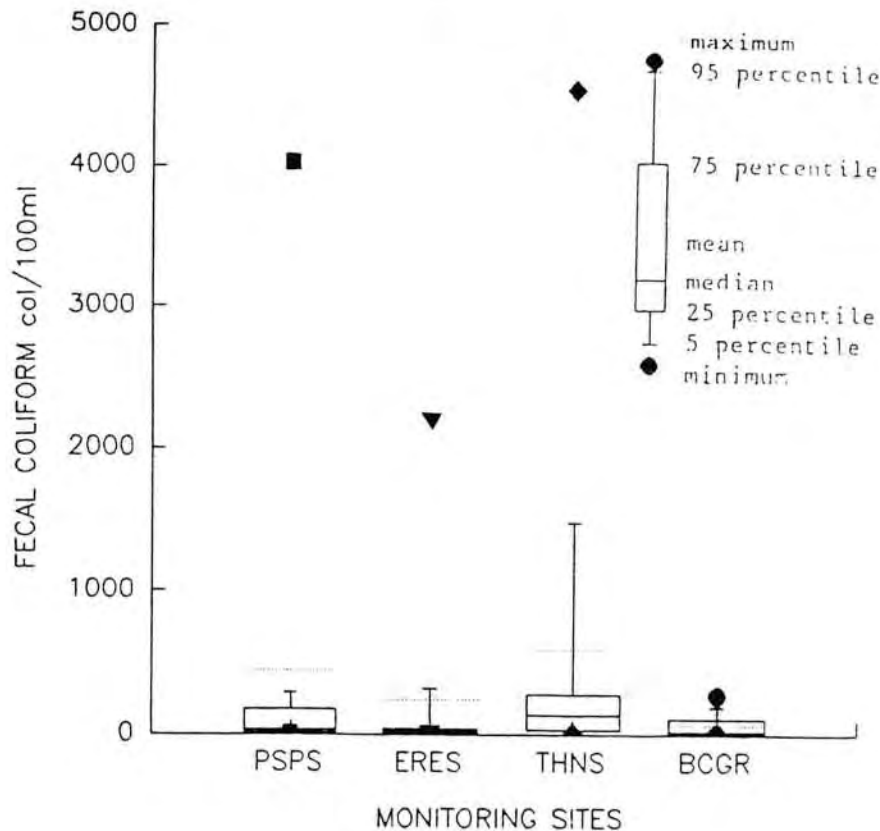 FECAL COLIFORM col/100ml
5000
4000
3000
2000
1000
0
maximum
95 percentile
75 percentile
mean
median
25 percentile
5 percentile
minimum
PSPS ERES THNS BCGR
MONITORING SITES